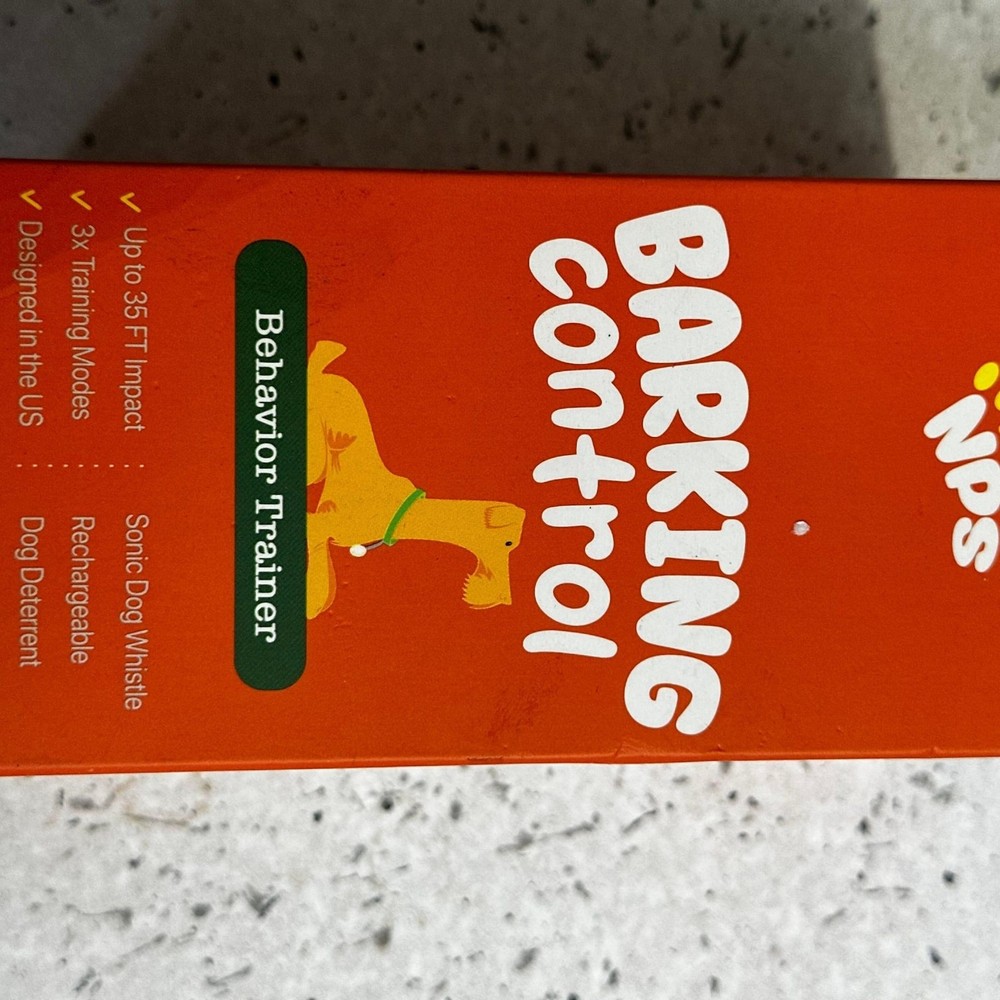 NPS
BARKING
Control
Behavior Trainer
Up to 35 FT Impact
3x Training Modes
Designed in the US
Sonic Dog Whistle
Rechargeable
Dog Deterrent